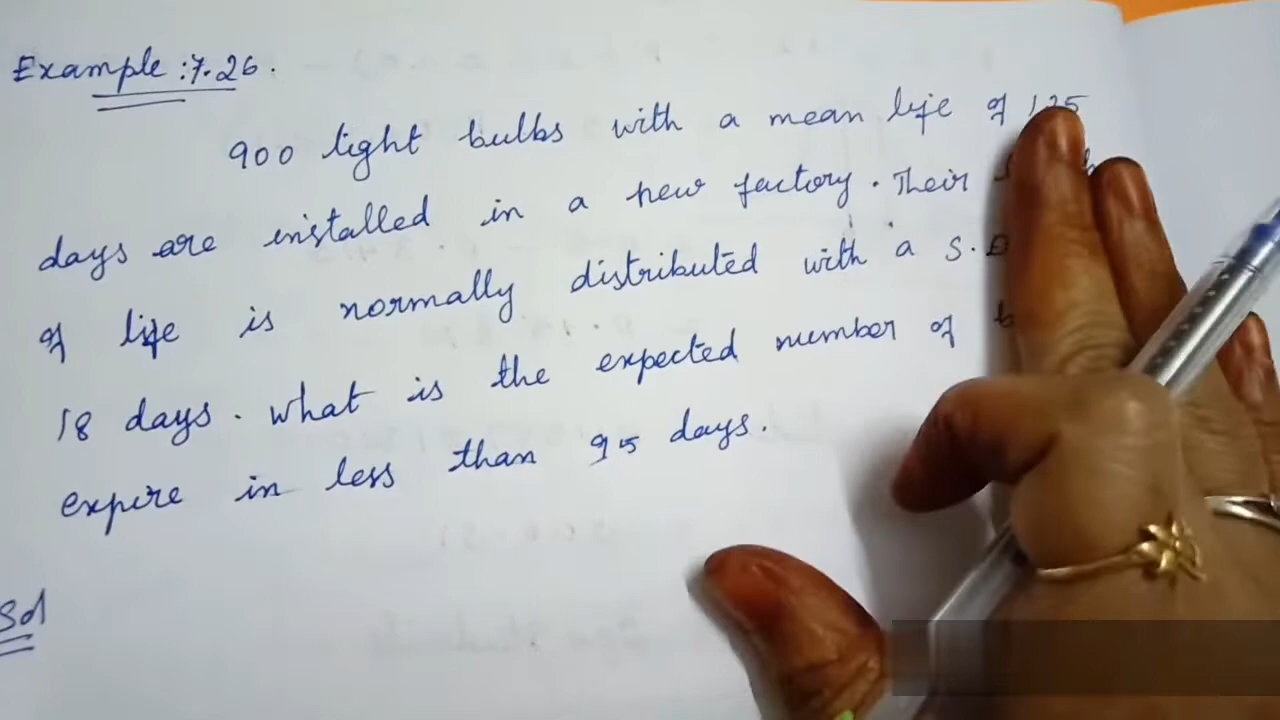 Example: 7.26.
900 light bulbs with a mean life of 125
days are installed in a new factory. Their
of life is normally distributed with a S.D
18 days. What is the expected number of
expire in less than 95 days.
Sol